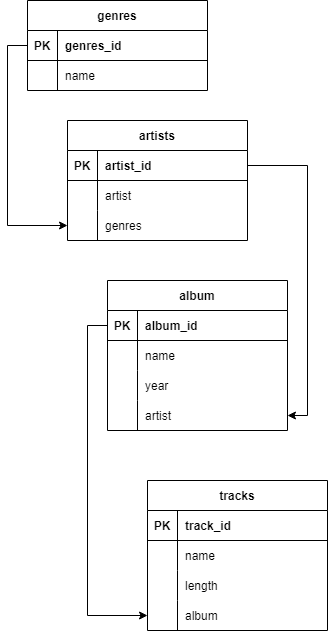 genres
PK genres_id
name
artists
PK artist_id
artist
genres
album
PK album_id
name
year
artist
tracks
PK track_id
name
length
album